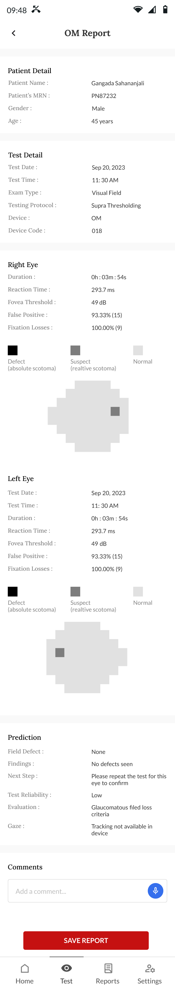 09:48
OM Report
Patient Detail
Patient Name : Gangada Sahananjali
Patient's MRN : PN87232
Gender : Male
Age : 45 years
Test Detail
Test Date : Sep 20, 2023
Test Time : 11: 30 AM
Exam Type : Visual Field
Testing Protocol : Supra Thresholding
Device : OM
Device Code : 018
Right Eye
Duration : 0h : 03m : 54s
Reaction Time : 293.7 ms
Fovea Threshold : 49 dB
False Positive : 93.33% (15)
Fixation Losses : 100.00% (9)
Defect Suspect Normal
(absolute scotoma) (realtive scotoma)
Left Eye
Test Date : Sep 20, 2023
Test Time : 11: 30 AM
Duration : 0h : 03m : 54s
Reaction Time : 293.7 ms
Fovea Threshold : 49 dB
False Positive : 93.33% (15)
Fixation Losses : 100.00% (9)
Defect Suspect Normal
(absolute scotoma) (realtive scotoma)
Prediction
Field Defect : None
Findings : No defects seen
Next Step : Please repeat the test for this
eye to confirm
Test Reliability : Low
Evaluation : Glaucomatous filed loss
criteria
Gaze : Tracking not available in
device
Comments
Add a comment...
SAVE REPORT
Home Test Reports Settings